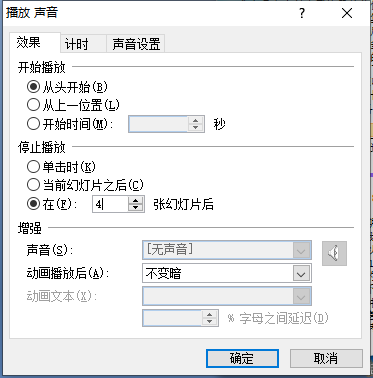 播放 声音
效果 计时 声音设置
开始播放
从头开始(B)
从上一位置(L)
开始时间(M): 秒
停止播放
单击时(K)
当前幻灯片之后(C)
在(F): 4 张幻灯片后
增强
声音(S): [无声音]
动画播放后(A): 不变暗
动画文本(X):
% 字母之间延迟(D)
确定 取消